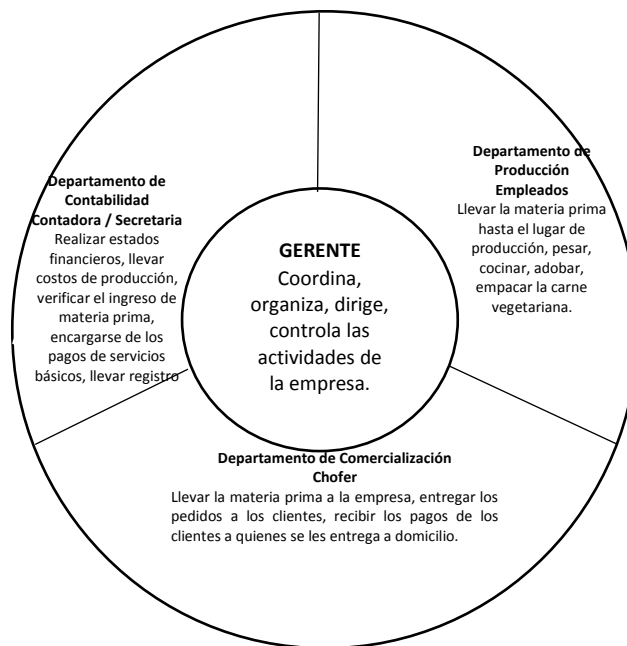 Departamento de
Contabilidad
Contadora / Secretaria
Realizar estados
financieros, llevar
costos de producción,
verificar el ingreso de
materia prima,
encargarse de los
pagos de servicios
básicos, llevar registro
GERENTE
Coordina,
organiza, dirige,
controla las
actividades de
la empresa.
Departamento de
Producción
Empleados
Llevar la materia prima
hasta el lugar de
producción, pesar,
cocinar, adobar,
empacar la carne
vegetariana.
Departamento de Comercialización
Chofer
Llevar la materia prima a la empresa, entregar los
pedidos a los clientes, recibir los pagos de los
clientes a quienes se les entrega a domicilio.